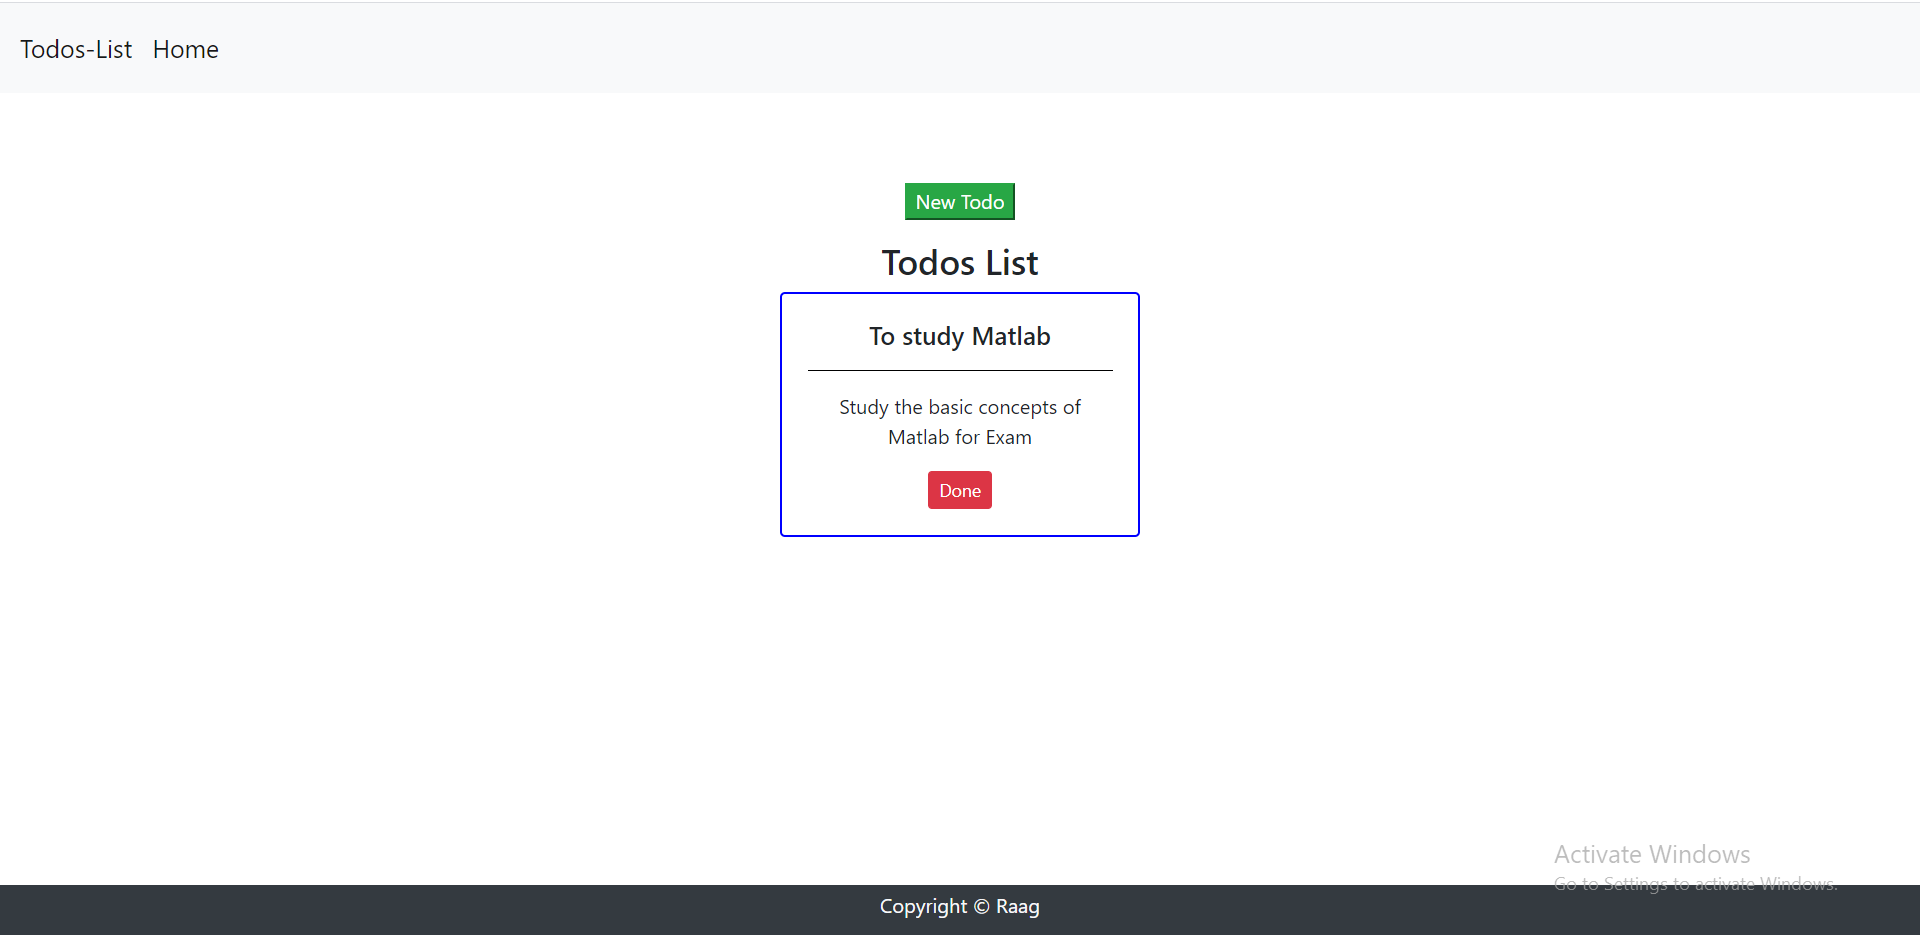 Todos-List Home
New Todo
Todos List
To study Matlab
Study the basic concepts of
Matlab for Exam
Done
Activate Windows
Go to Settings to activate Windows.
Copyright © Raag